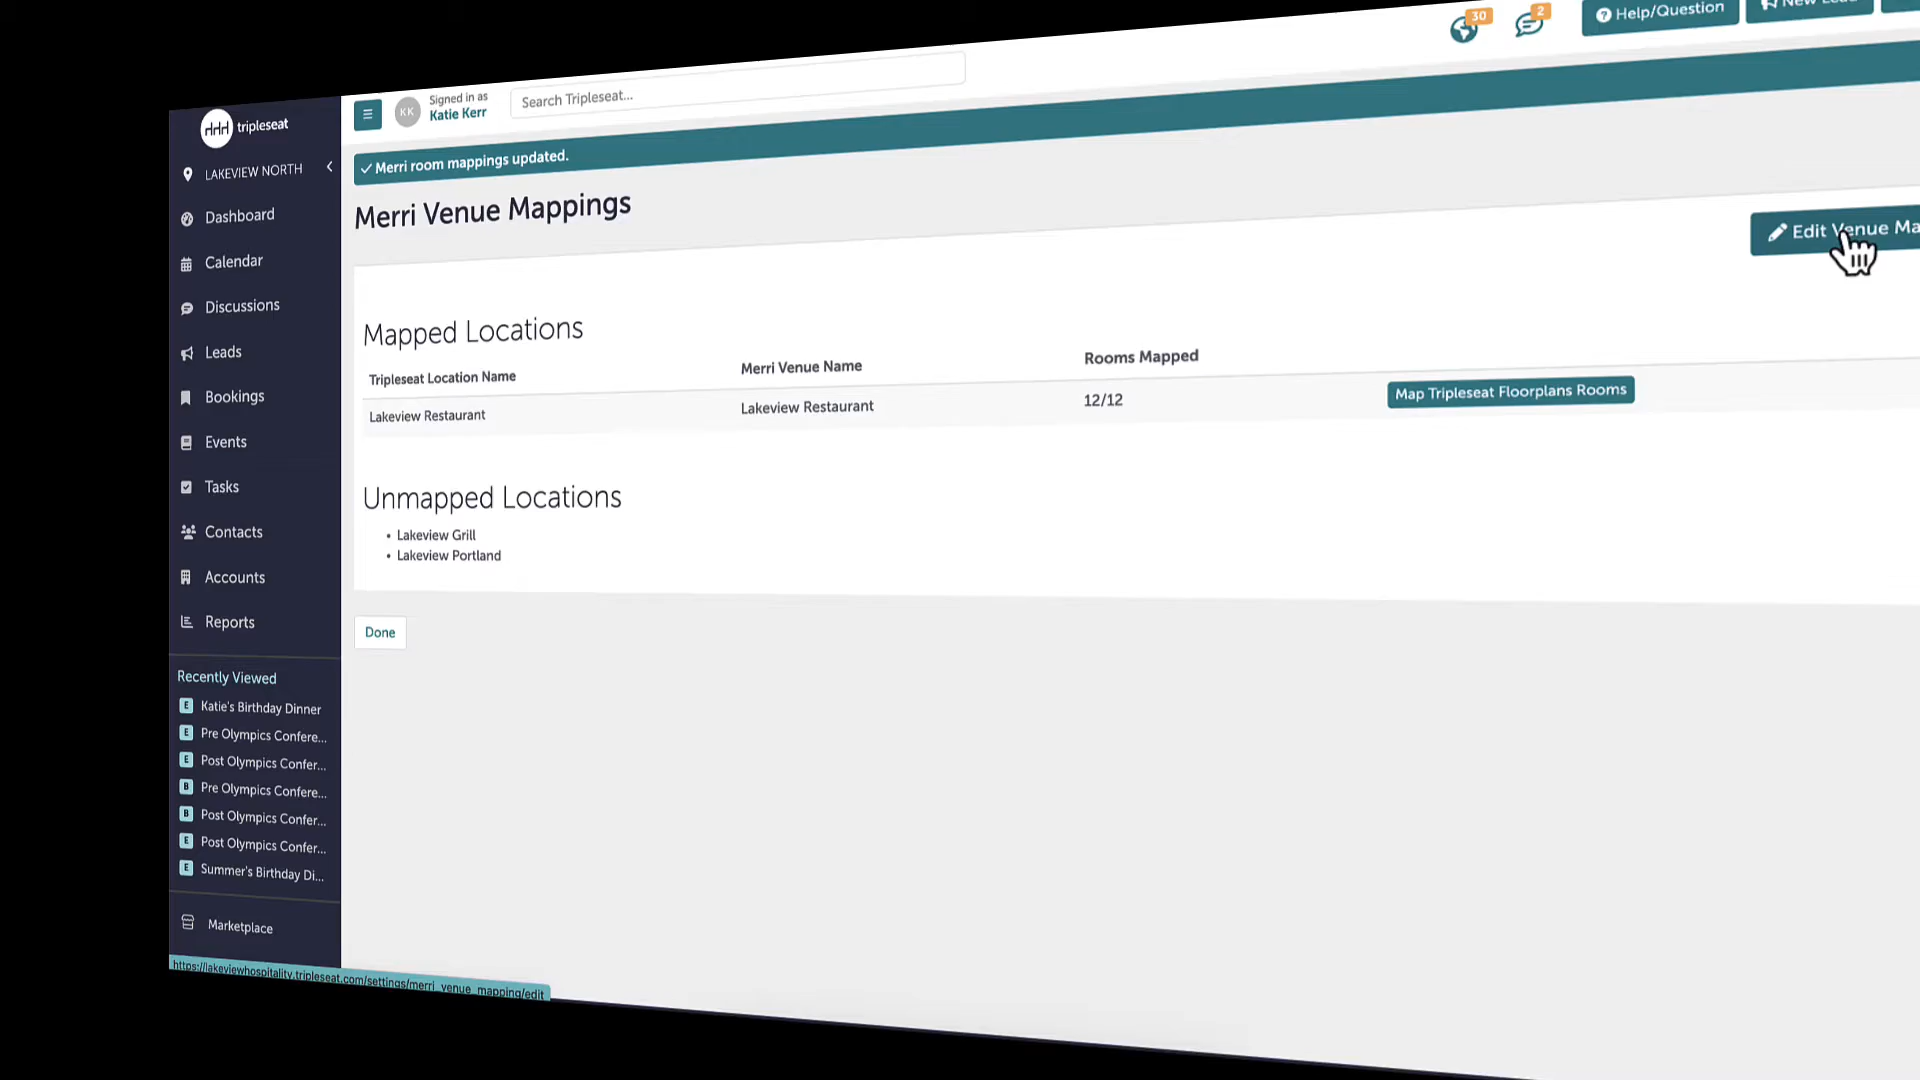 30
2
Help/Question
tripleseat
KK
Signed in as
Katie Kerr
Search Tripleseat...
LAKEVIEW NORTH
Merri room mappings updated.
Merri Venue Mappings
Edit Venue Ma
Dashboard
Calendar
Discussions
Leads
Bookings
Events
Tasks
Contacts
Accounts
Reports
Mapped Locations
Tripleseat Location Name
Merri Venue Name
Rooms Mapped
Lakeview Restaurant
Lakeview Restaurant
12/12
Map Tripleseat Floorplans Rooms
Unmapped Locations
• Lakeview Grill
• Lakeview Portland
Done
Recently Viewed
E Katie's Birthday Dinner
E Pre Olympics Confere...
E Post Olympics Confer...
B Pre Olympics Confere...
B Post Olympics Confer...
E Post Olympics Confer...
E Summer's Birthday Di...
Marketplace
https://lakeviewhospitality.tripleseat.com/settings/merri_venue_mapping/edit